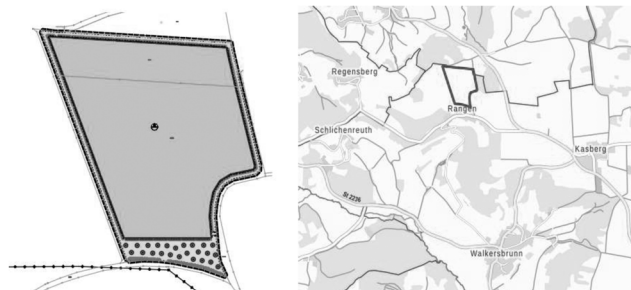 Regensberg
Rangen
Schlichenreuth
Kasberg
St 2236
Walkersbrunn